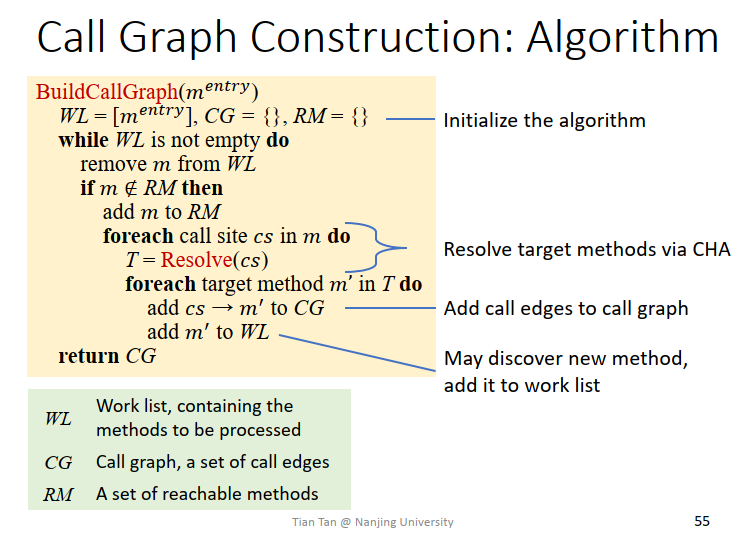 Call Graph Construction: Algorithm
BuildCallGraph(m^entry)
WL = [m^entry], CG = {}, RM = {}
while WL is not empty do
remove m from WL
if m ∉ RM then
add m to RM
foreach call site cs in m do
T = Resolve(cs)
foreach target method m′ in T do
add cs → m′ to CG
add m′ to WL
return CG
Initialize the algorithm
Resolve target methods via CHA
Add call edges to call graph
May discover new method,
add it to work list
WL Work list, containing the
methods to be processed
CG Call graph, a set of call edges
RM A set of reachable methods
Tian Tan @ Nanjing University
55